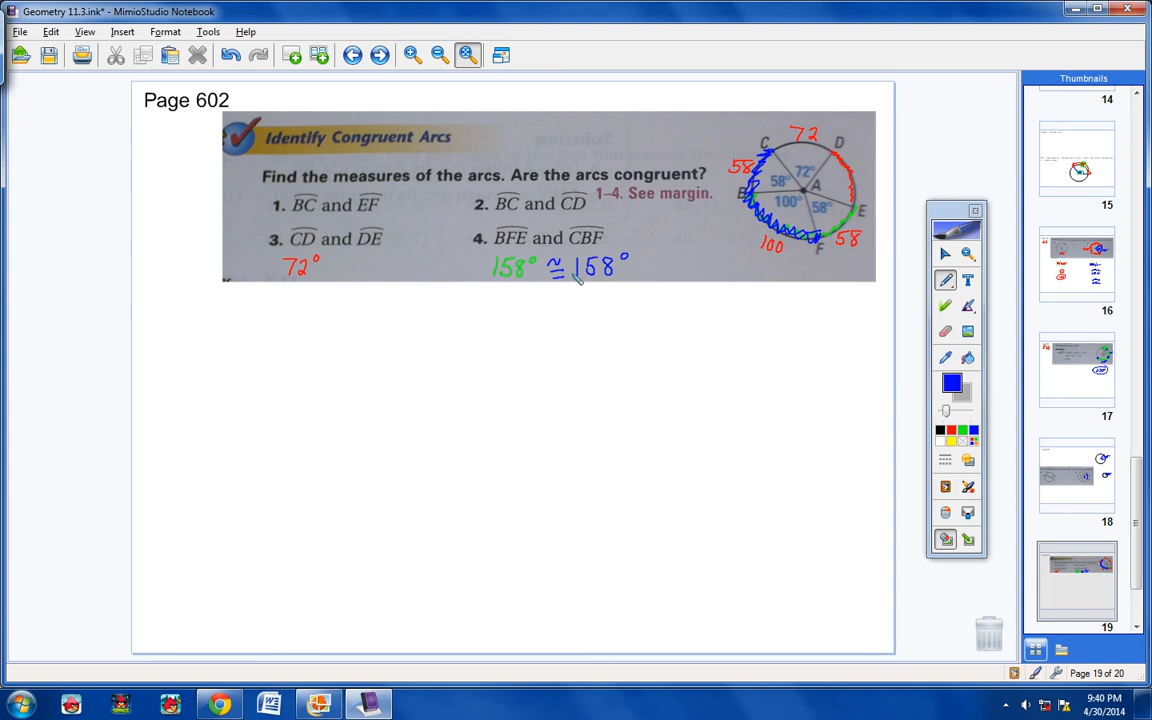 Geometry 11.3.ink* - MimioStudio Notebook
File Edit View Insert Format Tools Help
Thumbnails
Page 602
Identify Congruent Arcs
Find the measures of the arcs. Are the arcs congruent?
1. BC and EF
2. BC and CD
1–4. See margin.
3. CD and DE
4. BFE and CBF
72°
158° ≅ 158°
C 72 D
58 72°
58° A
B 100° 58° E
100 F 58
14
15
16
17
18
19
Page 19 of 20
9:40 PM
4/30/2014